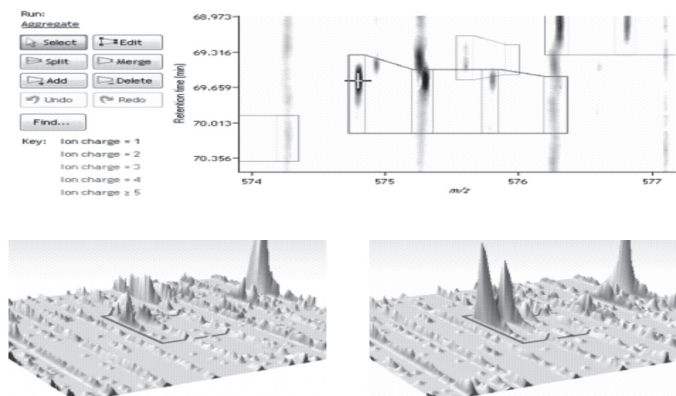 Run:
Aggregate
Select Edit
Split Merge
Add Delete
Undo Redo
Find...
Key: Ion charge = 1
Ion charge = 2
Ion charge = 3
Ion charge = 4
Ion charge ≥ 5
Retention time (min)
68.973
69.316
69.659
70.013
70.356
574 575 576 577
m/z